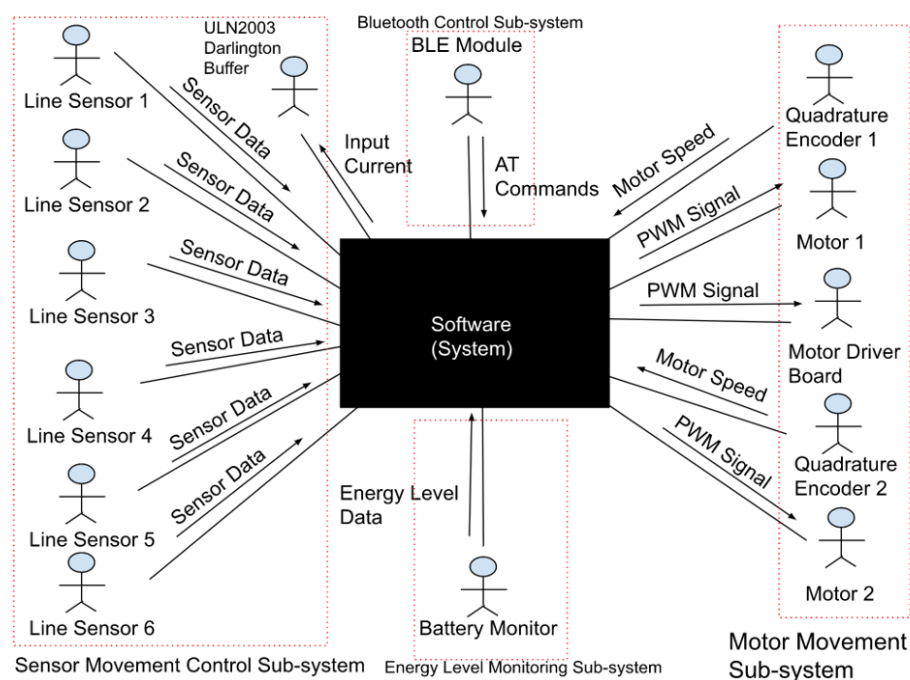 Bluetooth Control Sub-system
ULN2003
Darlington
Buffer
BLE Module
Line Sensor 1
Sensor Data
Input
Current
AT
Commands
Motor Speed
Quadrature
Encoder 1
Line Sensor 2
Sensor Data
PWM Signal
Motor 1
Line Sensor 3
Sensor Data
PWM Signal
Software
(System)
Motor Driver
Board
Line Sensor 4
Sensor Data
Motor Speed
Quadrature
Encoder 2
Line Sensor 5
Sensor Data
PWM Signal
Motor 2
Line Sensor 6
Sensor Data
Energy Level
Data
Battery Monitor
Sensor Movement Control Sub-system
Energy Level Monitoring Sub-system
Motor Movement
Sub-system